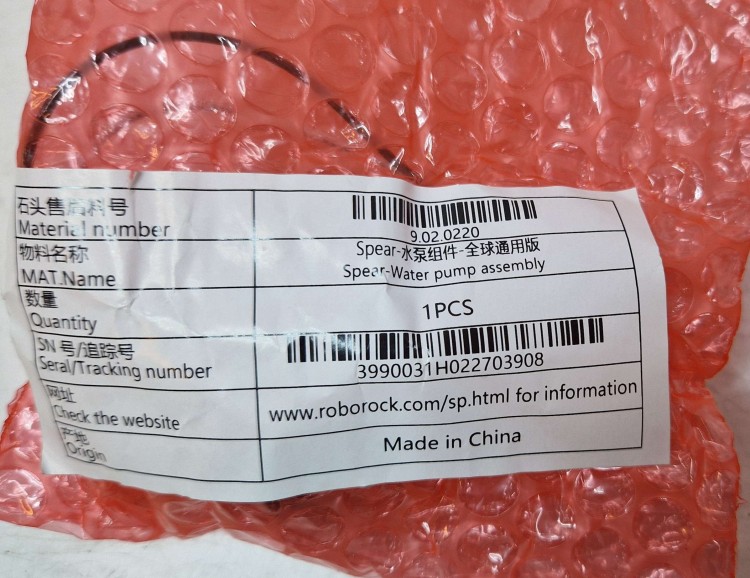 石头售后料号
Material number
9.02.0220
物料名称
MAT.Name
Spear-水泵组件-全球通用版
Spear-Water pump assembly
数量
Quantity
1PCS
SN 号/追踪号
Seral/Tracking number
3990031H022703908
网址
Check the website
www.roborock.com/sp.html for information
产地
Origin
Made in China